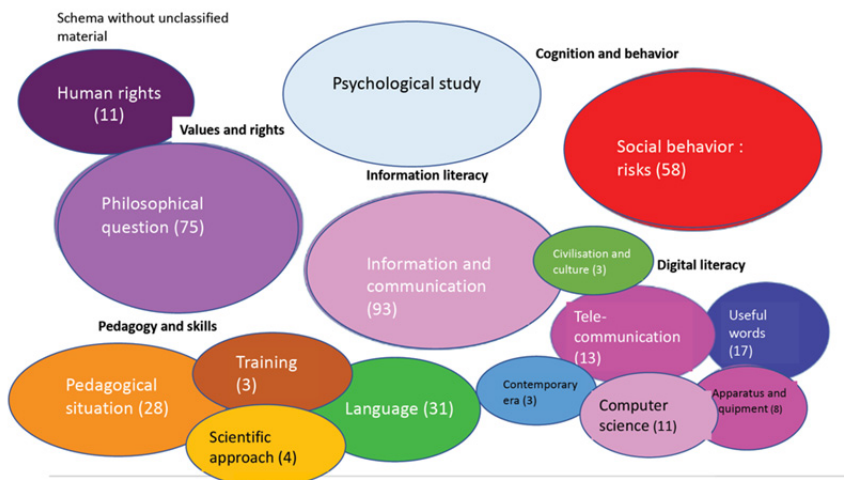 Schema without unclassified
material
Cognition and behavior
Human rights
(11)
Psychological study
Values and rights
Social behavior :
risks (58)
Information literacy
Philosophical
question (75)
Information and
communication
(93)
Civilisation and
culture (3)
Digital literacy
Tele-
communication
(13)
Useful
words
(17)
Pedagogy and skills
Training
(3)
Pedagogical
situation (28)
Language (31)
Contemporary
era (3)
Computer
science (11)
Apparatus and
quipment (8)
Scientific
approach (4)